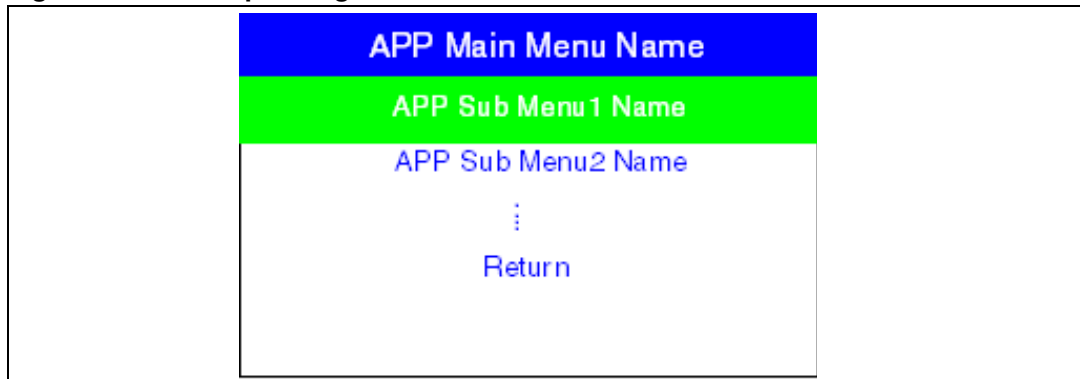 APP Main Menu Name
APP Sub Menu1 Name
APP Sub Menu2 Name
Return